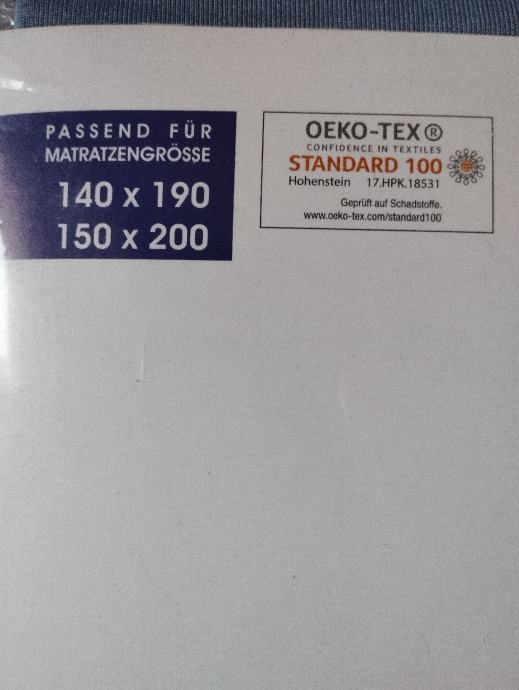 PASSEND FÜR
MATRATZENGRÖSSE
140 x 190
150 x 200
OEKO-TEX®
CONFIDENCE IN TEXTILES
STANDARD 100
Hohenstein 17.HPK.18531
Geprüft auf Schadstoffe.
www.oeko-tex.com/standard100